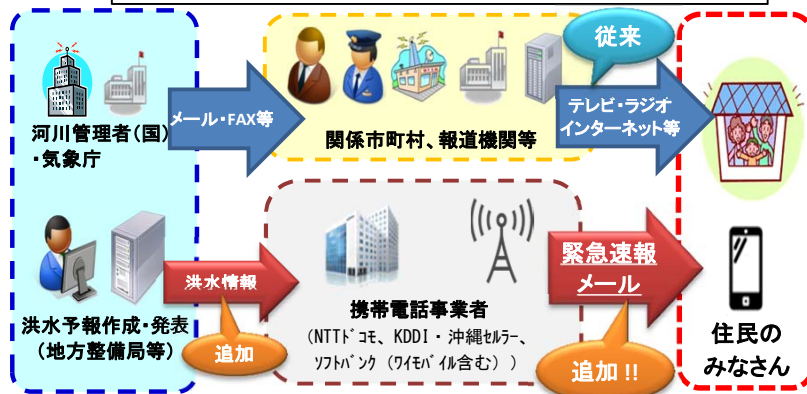 従来
河川管理者(国)
・気象庁
メール・FAX等
関係市町村、報道機関等
テレビ・ラジオ
インターネット等
洪水予報作成・発表
(地方整備局等)
洪水情報
追加
携帯電話事業者
(NTTﾄﾞｺﾓ、KDDI・沖縄ｾﾙﾗｰ、
ｿﾌﾄﾊﾞﾝｸ(ﾜｲﾓﾊﾞｲﾙ含む))
緊急速報
メール
追加!!
住民の
みなさん